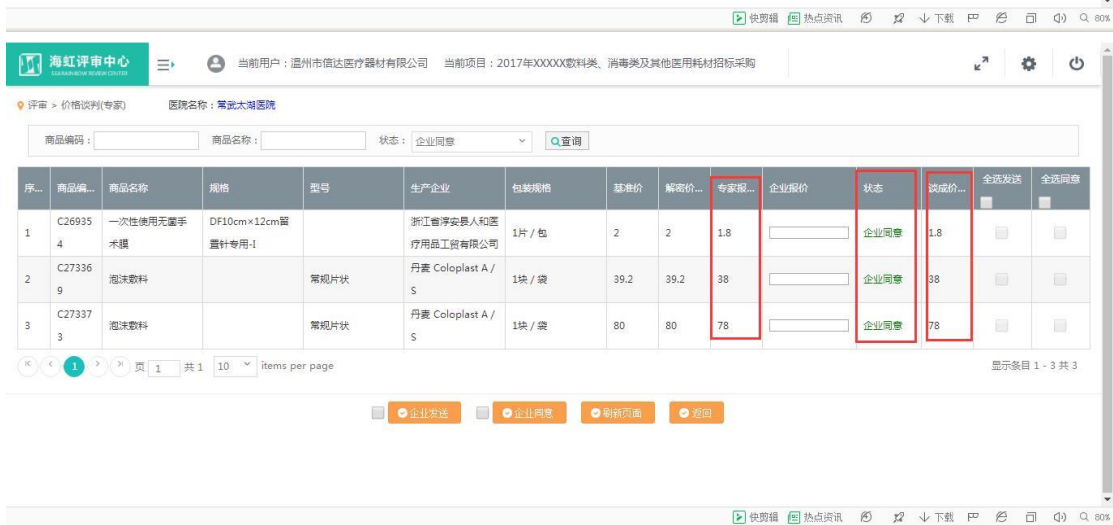 快剪辑 热点资讯 下载 80%
海虹评审中心 当前用户：温州市信达医疗器材有限公司 当前项目：2017年XXXXX敷料类、消毒类及其他医用耗材招标采购
HEARAINBOW REVIEW CENTER
评审 > 价格谈判(专家) 医院名称：常武太湖医院
商品编码： 商品名称： 状态： 企业同意 查询
序... 商品编... 商品名称 规格 型号 生产企业 包装规格 基准价 解密价... 专家报... 企业报价 状态 谈成价... 全选发送 全选同意
1 C269354 一次性使用无菌手术膜 DF10cm×12cm留置针专用-I 浙江省淳安县人和医疗用品工贸有限公司 1片 / 包 2 2 1.8 企业同意 1.8
2 C273369 泡沫敷料 常规片状 丹麦 Coloplast A / S 1块 / 袋 39.2 39.2 38 企业同意 38
3 C273373 泡沫敷料 常规片状 丹麦 Coloplast A / S 1块 / 袋 80 80 78 企业同意 78
1 页 1 共 1 10 items per page 显示条目 1 - 3 共 3
企业发送 企业同意 刷新页面 返回
快剪辑 热点资讯 下载 80%